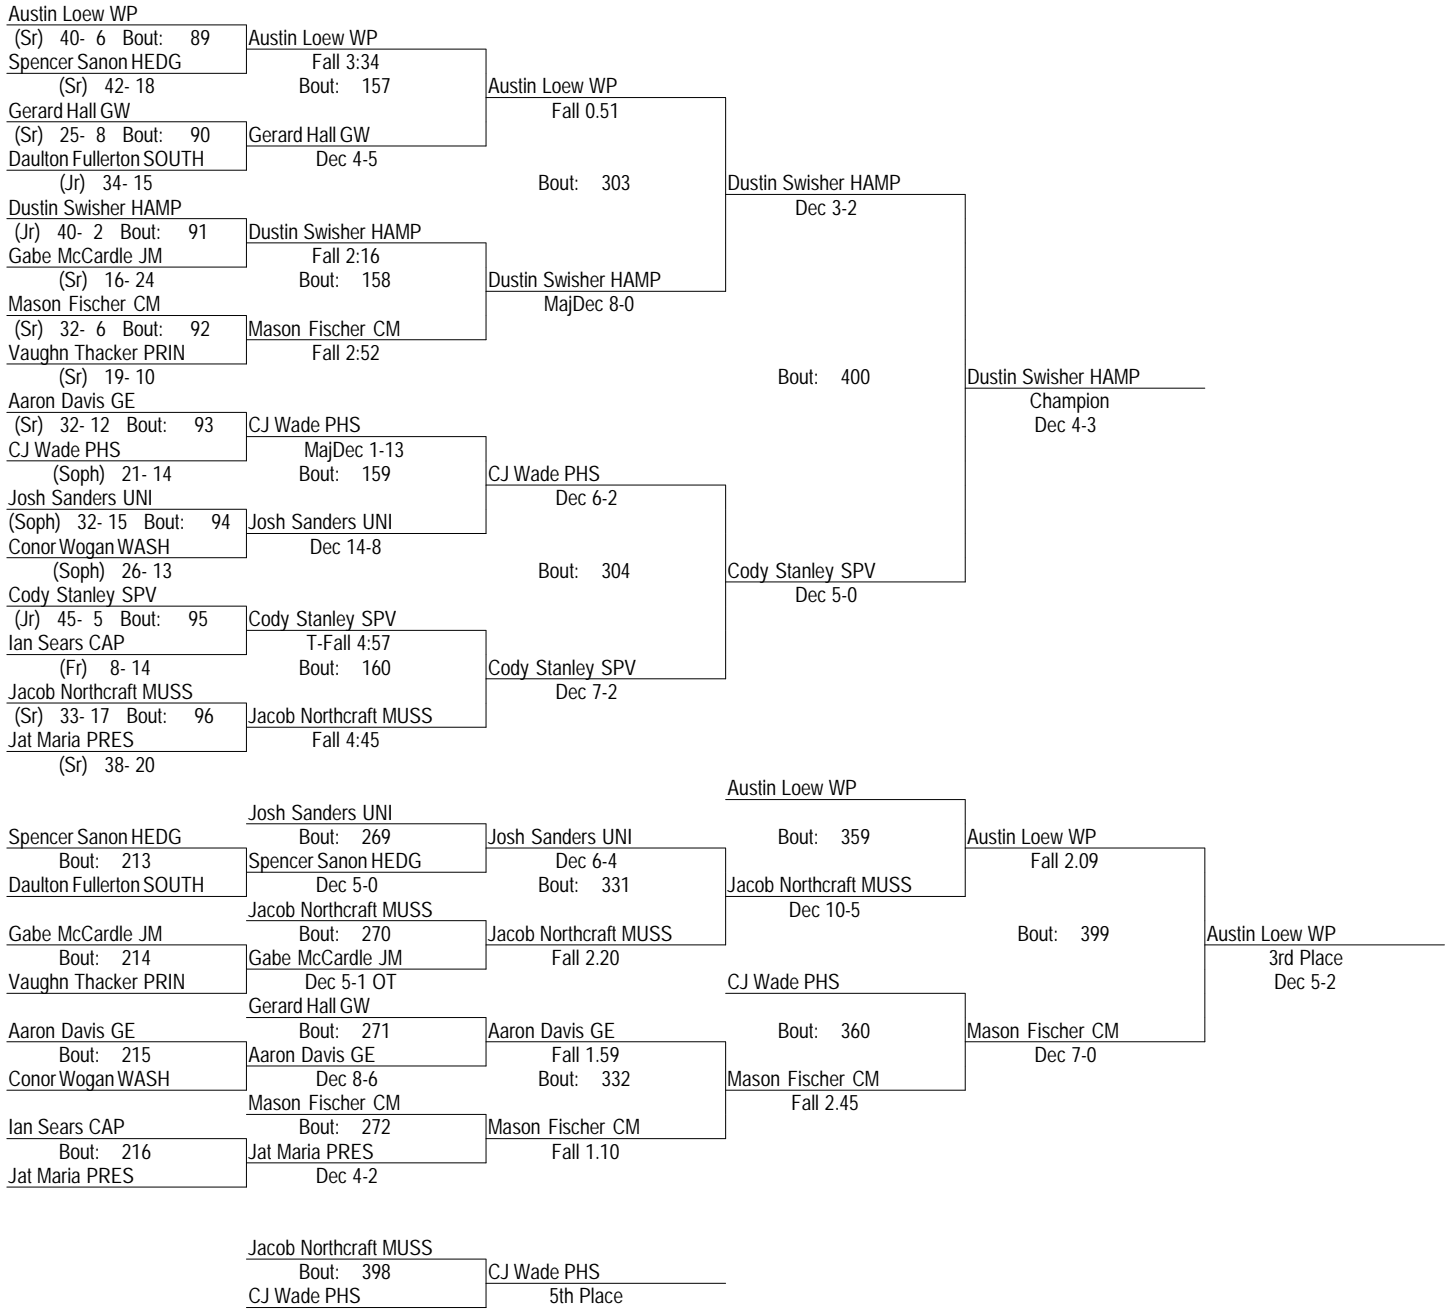 Austin Loew WP
(Sr) 40- 6 Bout: 89 Austin Loew WP
Spencer Sanon HEDG Fall 3:34
(Sr) 42- 18 Bout: 157 Austin Loew WP
Gerard Hall GW Fall 0.51
(Sr) 25- 8 Bout: 90 Gerard Hall GW
Daulton Fullerton SOUTH Dec 4-5
(Jr) 34- 15 Bout: 303 Dustin Swisher HAMP
Dustin Swisher HAMP Dec 3-2
(Jr) 40- 2 Bout: 91 Dustin Swisher HAMP
Gabe McCardle JM Fall 2:16
(Sr) 16- 24 Bout: 158 Dustin Swisher HAMP
Mason Fischer CM MajDec 8-0
(Sr) 32- 6 Bout: 92 Mason Fischer CM
Vaughn Thacker PRIN Fall 2:52
(Sr) 19- 10 Bout: 400 Dustin Swisher HAMP
Aaron Davis GE Champion
(Sr) 32- 12 Bout: 93 CJ Wade PHS Dec 4-3
CJ Wade PHS MajDec 1-13
(Soph) 21- 14 Bout: 159 CJ Wade PHS
Josh Sanders UNI Dec 6-2
(Soph) 32- 15 Bout: 94 Josh Sanders UNI
Conor Wogan WASH Dec 14-8
(Soph) 26- 13 Bout: 304 Cody Stanley SPV
Cody Stanley SPV Dec 5-0
(Jr) 45- 5 Bout: 95 Cody Stanley SPV
Ian Sears CAP T-Fall 4:57
(Fr) 8- 14 Bout: 160 Cody Stanley SPV
Jacob Northcraft MUSS Dec 7-2
(Sr) 33- 17 Bout: 96 Jacob Northcraft MUSS
Jat Maria PRES Fall 4:45
(Sr) 38- 20
Austin Loew WP
Josh Sanders UNI
Spencer Sanon HEDG Bout: 269 Josh Sanders UNI Bout: 359 Austin Loew WP
Bout: 213 Spencer Sanon HEDG Dec 6-4 Fall 2.09
Daulton Fullerton SOUTH Dec 5-0 Bout: 331 Jacob Northcraft MUSS
Jacob Northcraft MUSS Dec 10-5
Gabe McCardle JM Bout: 270 Jacob Northcraft MUSS Bout: 399 Austin Loew WP
Bout: 214 Gabe McCardle JM Fall 2.20 3rd Place
Vaughn Thacker PRIN Dec 5-1 OT CJ Wade PHS Dec 5-2
Gerard Hall GW
Aaron Davis GE Bout: 271 Aaron Davis GE Bout: 360 Mason Fischer CM
Bout: 215 Aaron Davis GE Fall 1.59 Dec 7-0
Conor Wogan WASH Dec 8-6 Bout: 332 Mason Fischer CM
Mason Fischer CM Fall 2.45
Ian Sears CAP Bout: 272 Mason Fischer CM
Bout: 216 Jat Maria PRES Fall 1.10
Jat Maria PRES Dec 4-2
Jacob Northcraft MUSS
Bout: 398 CJ Wade PHS
CJ Wade PHS 5th Place